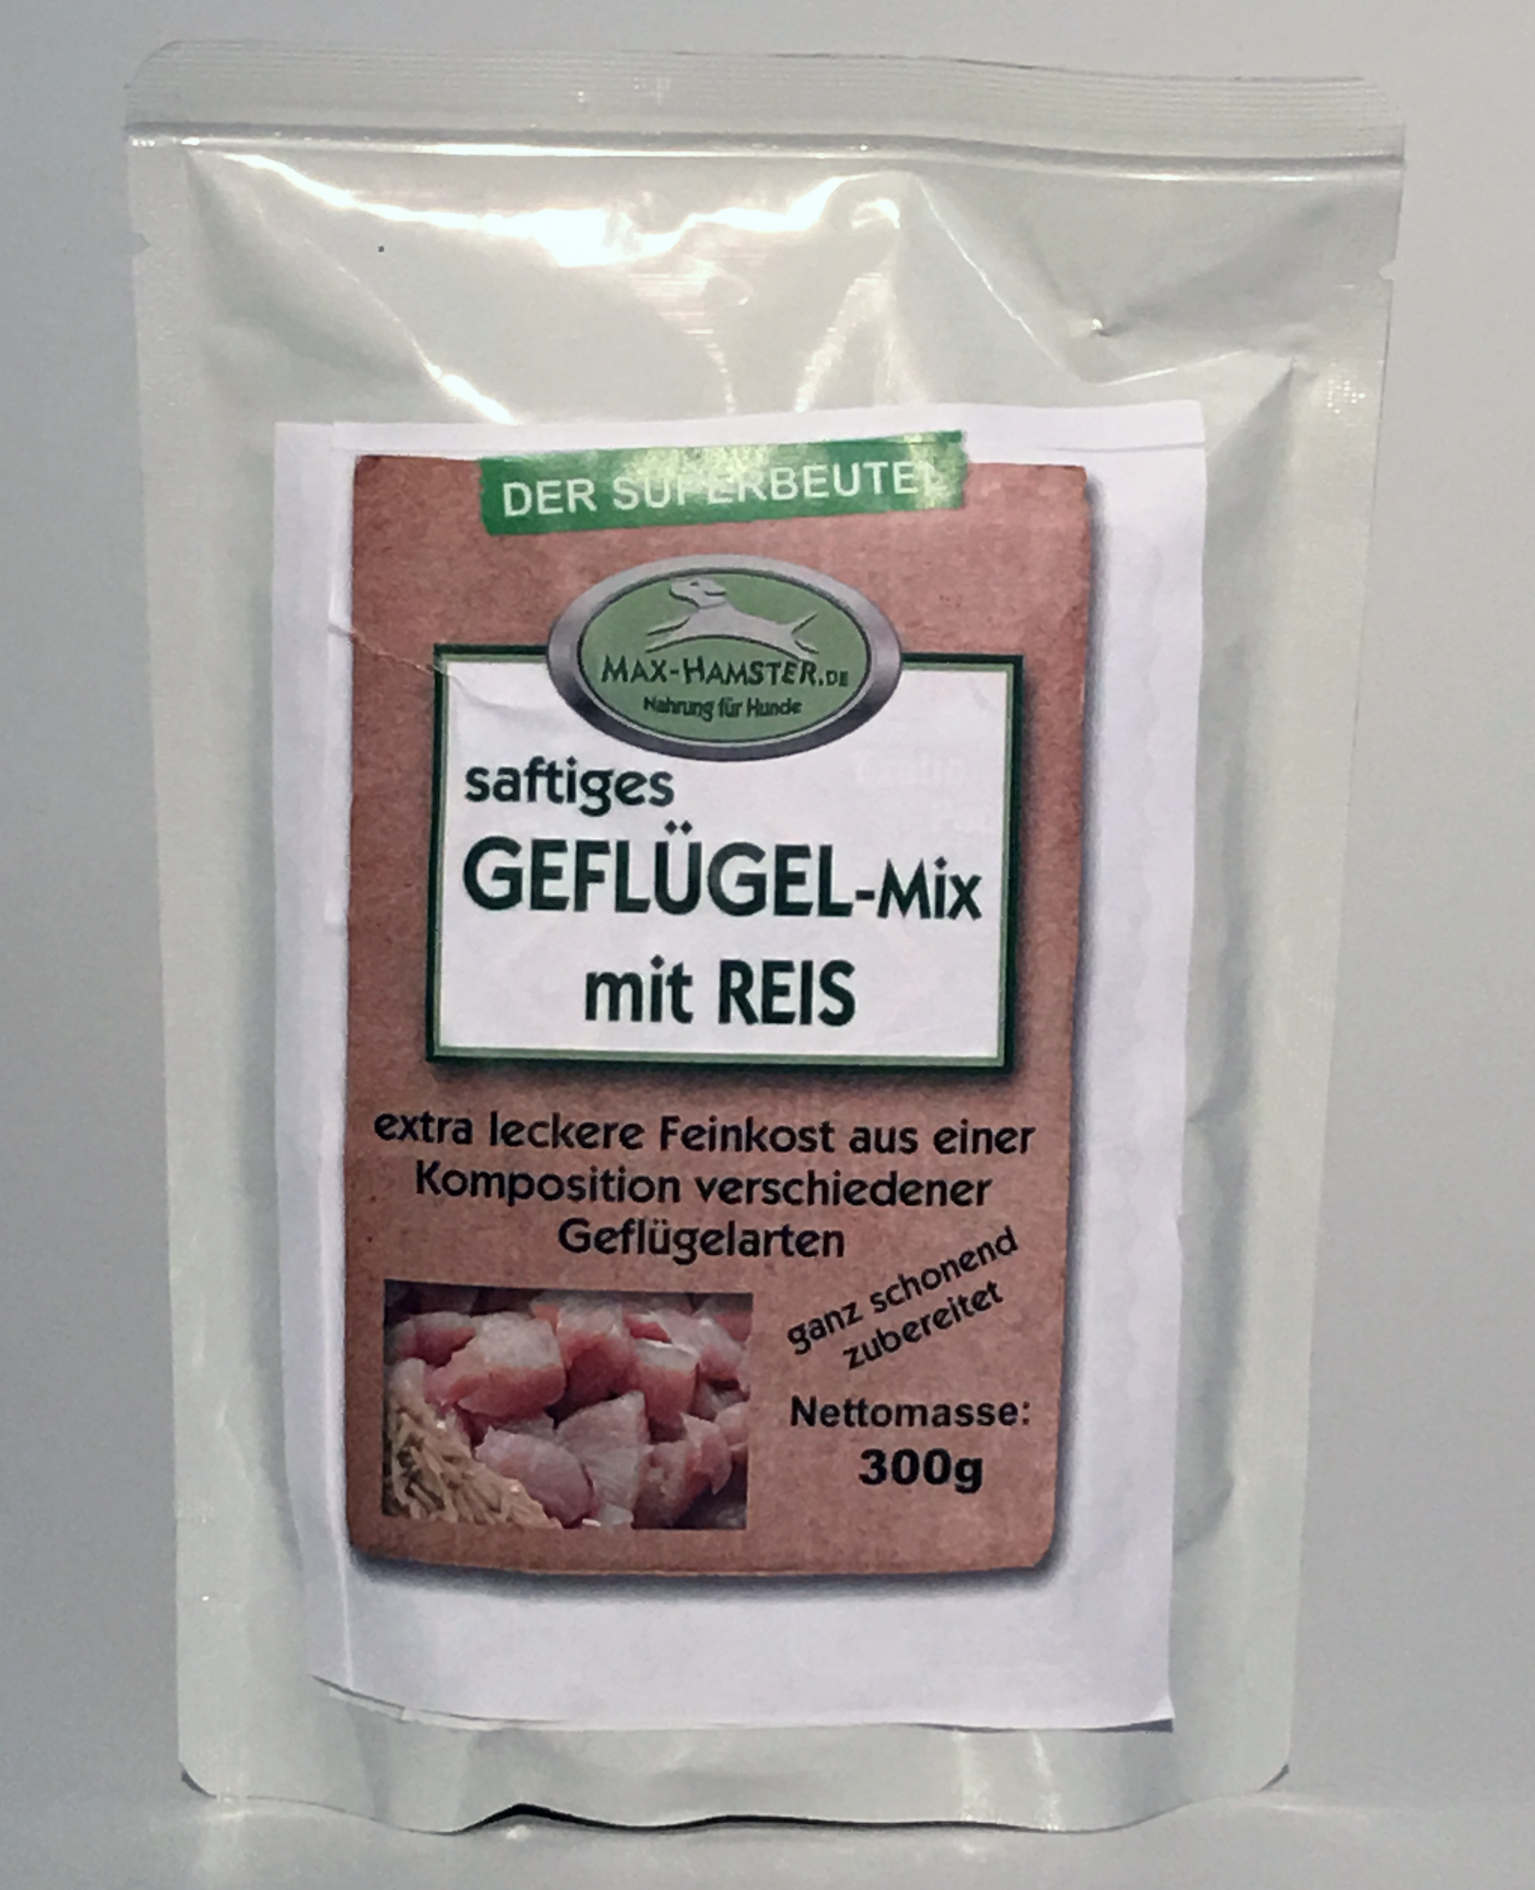 DER SUPERBEUTEL
MAX-HAMSTER.DE
Nahrung für Hunde
saftiges
GEFLÜGEL-Mix
mit REIS
extra leckere Feinkost aus einer
Komposition verschiedener
Geflügelarten
ganz schonend
zubereitet
Nettomasse:
300g